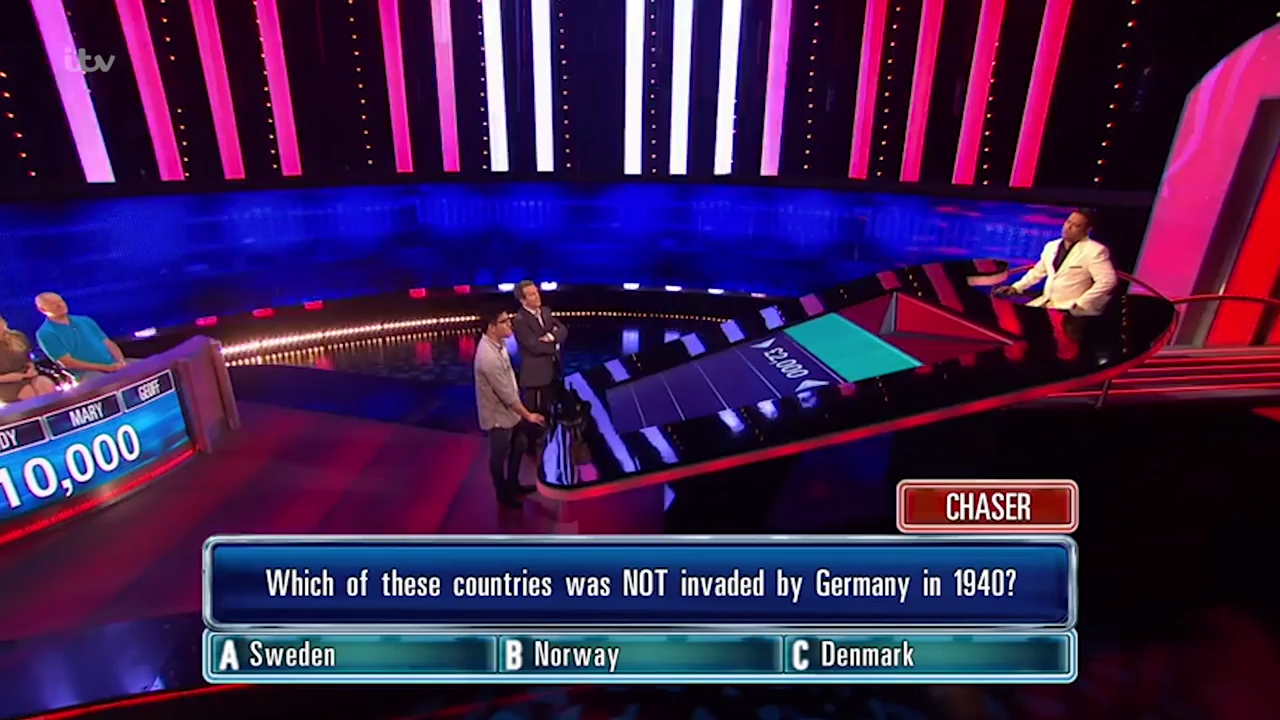 itv
MARY
GEOFF
10,000
£2,000
CHASER
Which of these countries was NOT invaded by Germany in 1940?
A Sweden
B Norway
C Denmark